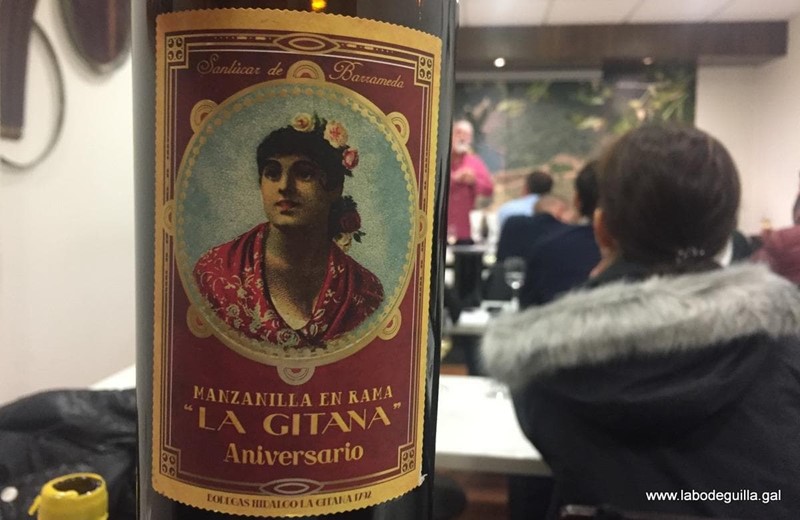 Sanlúcar de Barrameda
MANZANILLA EN RAMA
"LA GITANA"
Aniversario
BODEGAS HIDALGO LA GITANA 1792
www.labodeguilla.gal